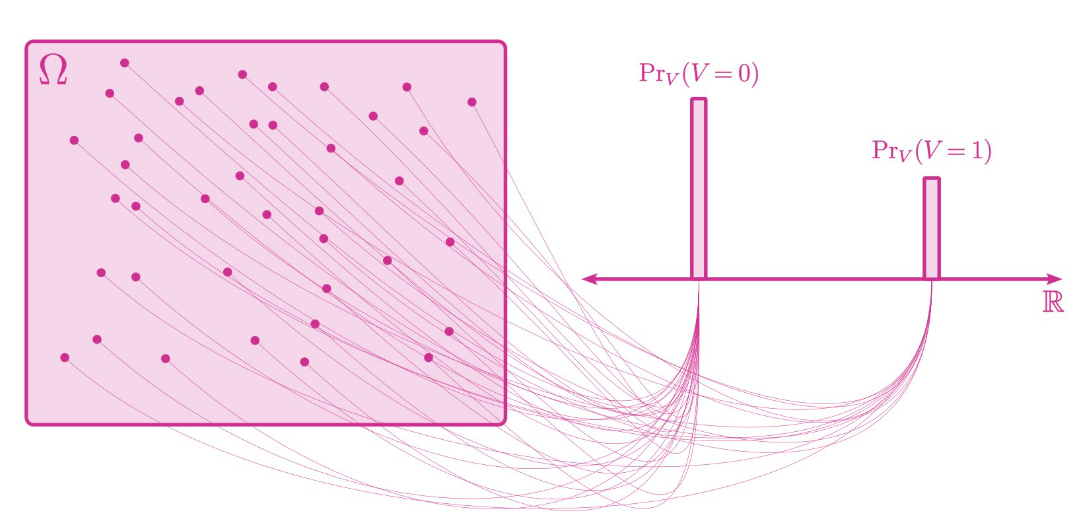 Ω
Pr_V(V = 0)
Pr_V(V = 1)
ℝ